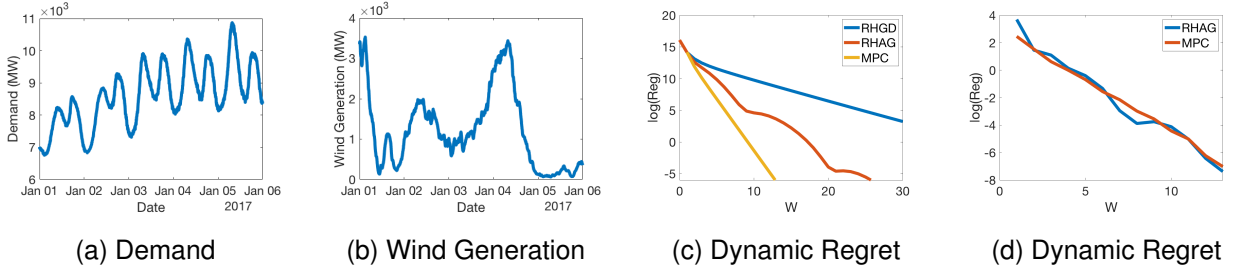 11 × 10³
10
9
8
7
6
Demand (MW)
Jan 01 Jan 02 Jan 03 Jan 04 Jan 05 Jan 06
Date
2017
(a) Demand
4 × 10³
3
2
1
0
Wind Generation (MW)
Jan 01 Jan 02 Jan 03 Jan 04 Jan 05 Jan 06
Date
2017
(b) Wind Generation
20
15
10
5
0
-5
log(Reg)
RHGD
RHAG
MPC
0 10 20 30
W
(c) Dynamic Regret
4
2
0
-2
-4
-6
-8
log(Reg)
RHAG
MPC
0 5 10
W
(d) Dynamic Regret